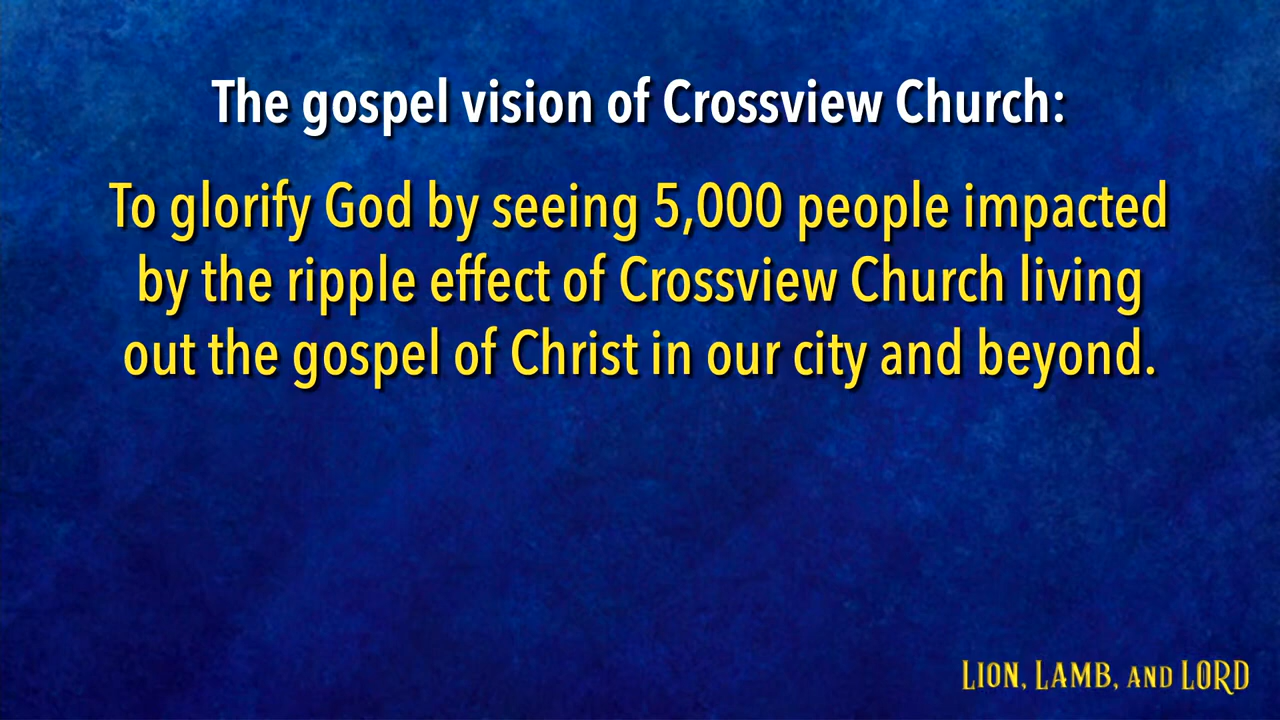 The gospel vision of Crossview Church:
To glorify God by seeing 5,000 people impacted
by the ripple effect of Crossview Church living
out the gospel of Christ in our city and beyond.
LION, LAMB, AND LORD